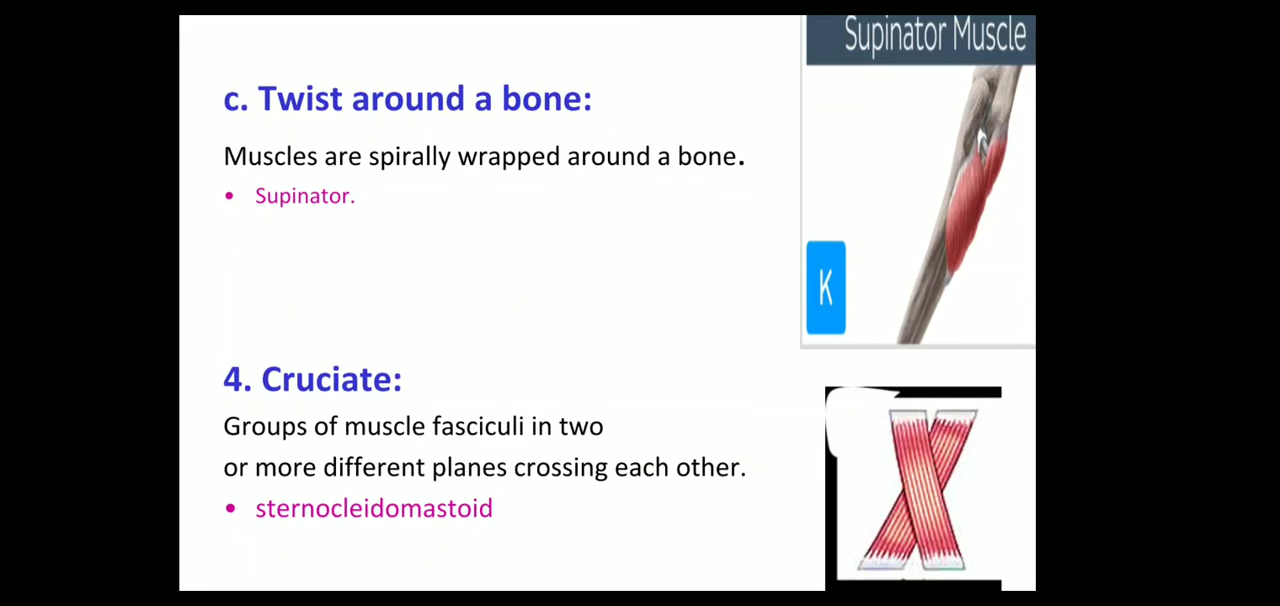 Supinator Muscle
c. Twist around a bone:
Muscles are spirally wrapped around a bone.
• Supinator.
K
4. Cruciate:
Groups of muscle fasciculi in two
or more different planes crossing each other.
• sternocleidomastoid